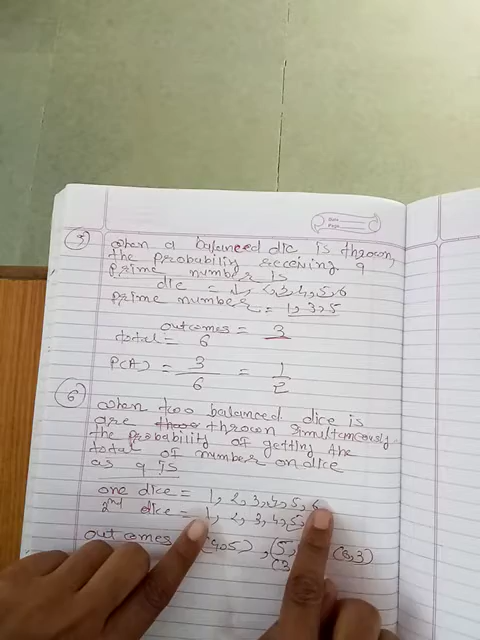 Date
Page
5 When a balanced die is thrown,
the probability receiving a
prime number is
die = 1, 2, 3, 4, 5, 6
prime number = 1, 3, 5
outcomes = 3
total = 6
P(A) = 3/6 = 1/2
6 When two balanced dice is
are thrown simultaneously
the probability of getting the
total of number on dice
as 9 is
one dice = 1, 2, 3, 4, 5, 6
2nd dice = 1, 2, 3, 4, 5
outcomes (4,5), (5, (6,3)
(3